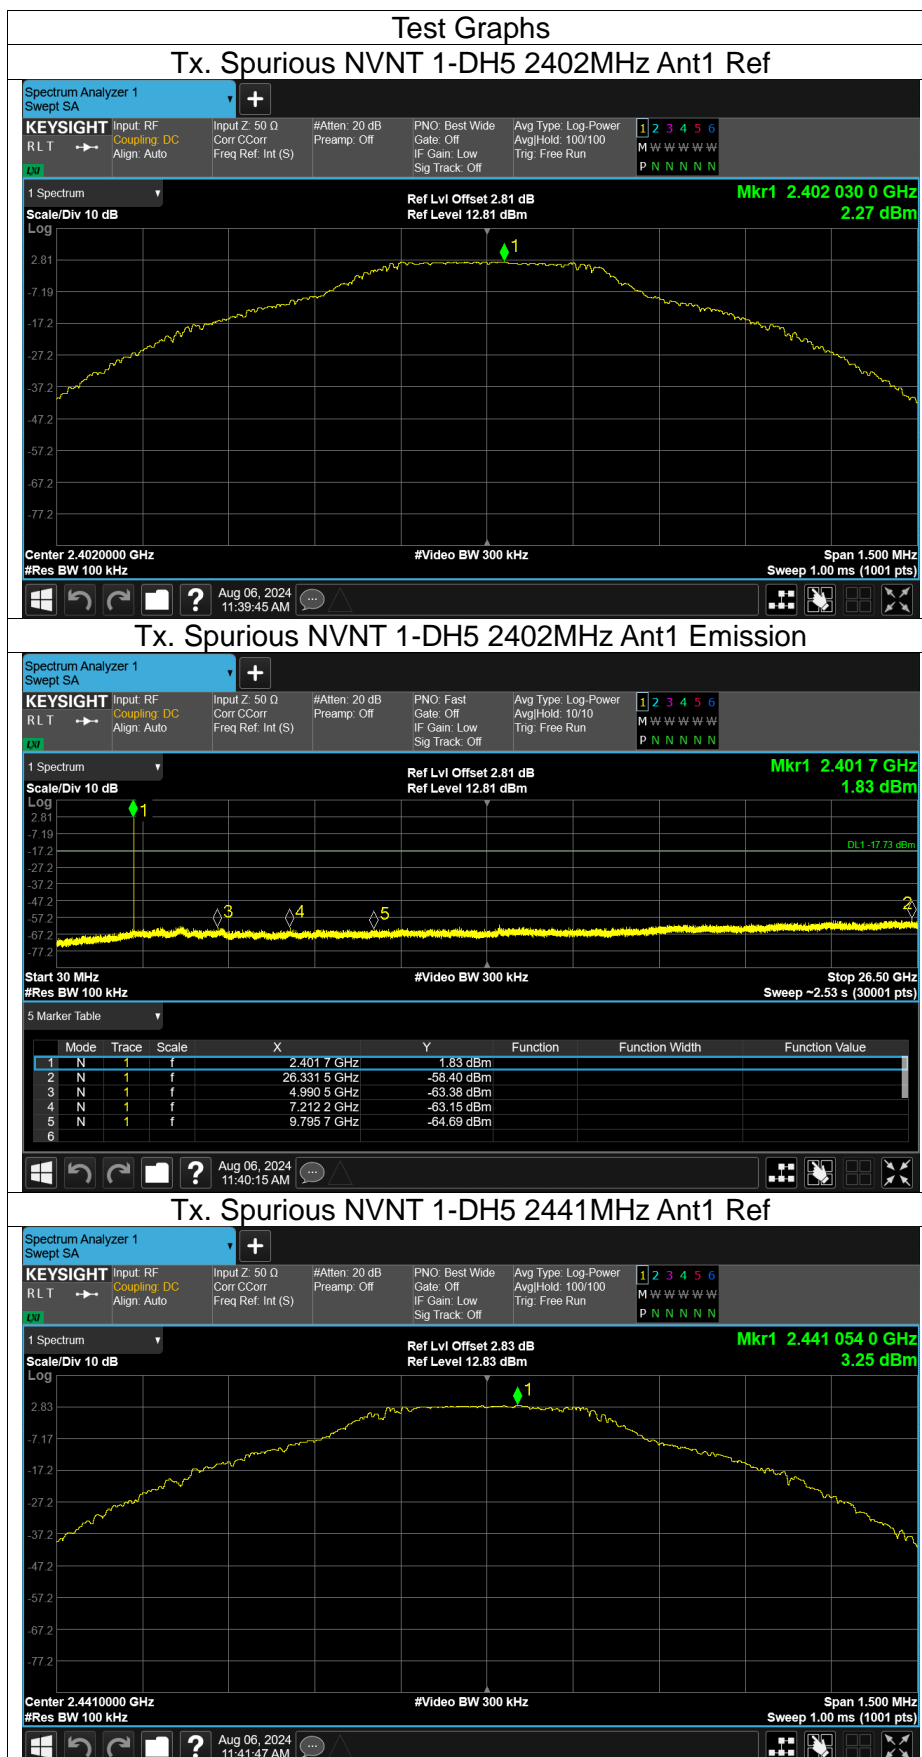 Test Graphs
Tx. Spurious NVNT 1-DH5 2402MHz Ant1 Ref
Spectrum Analyzer 1
Swept SA
KEYSIGHT Input: RF Input Z: 50 Ω #Atten: 20 dB PNO: Best Wide Avg Type: Log-Power 1 2 3 4 5 6
RLT Coupling: DC Corr CCorr Preamp: Off Gate: Off Avg|Hold: 100/100 M W W W W W
Align: Auto Freq Ref: Int (S) IF Gain: Low Trig: Free Run
LXI Sig Track: Off P N N N N N
1 Spectrum Ref Lvl Offset 2.81 dB Mkr1 2.402 030 0 GHz
Scale/Div 10 dB Ref Level 12.81 dBm 2.27 dBm
Log
1
2.81
-7.19
-17.2
-27.2
-37.2
-47.2
-57.2
-67.2
-77.2
Center 2.4020000 GHz #Video BW 300 kHz Span 1.500 MHz
#Res BW 100 kHz Sweep 1.00 ms (1001 pts)
? Aug 06, 2024
11:39:45 AM
Tx. Spurious NVNT 1-DH5 2402MHz Ant1 Emission
Spectrum Analyzer 1
Swept SA
KEYSIGHT Input: RF Input Z: 50 Ω #Atten: 20 dB PNO: Fast Avg Type: Log-Power 1 2 3 4 5 6
RLT Coupling: DC Corr CCorr Preamp: Off Gate: Off Avg|Hold: 10/10 M W W W W W
Align: Auto Freq Ref: Int (S) IF Gain: Low Trig: Free Run
LXI Sig Track: Off P N N N N N
1 Spectrum Ref Lvl Offset 2.81 dB Mkr1 2.401 7 GHz
Scale/Div 10 dB Ref Level 12.81 dBm 1.83 dBm
Log
1
2.81
-7.19
-17.2 DL1 -17.73 dBm
-27.2
-37.2
-47.2
-57.2 3 4 5 2
-67.2
-77.2
Start 30 MHz #Video BW 300 kHz Stop 26.50 GHz
#Res BW 100 kHz Sweep ~2.53 s (30001 pts)
5 Marker Table
Mode Trace Scale X Y Function Function Width Function Value
1 N 1 f 2.401 7 GHz 1.83 dBm
2 N 1 f 26.331 5 GHz -58.40 dBm
3 N 1 f 4.990 5 GHz -63.38 dBm
4 N 1 f 7.212 2 GHz -63.15 dBm
5 N 1 f 9.795 7 GHz -64.69 dBm
6
? Aug 06, 2024
11:40:15 AM
Tx. Spurious NVNT 1-DH5 2441MHz Ant1 Ref
Spectrum Analyzer 1
Swept SA
KEYSIGHT Input: RF Input Z: 50 Ω #Atten: 20 dB PNO: Best Wide Avg Type: Log-Power 1 2 3 4 5 6
RLT Coupling: DC Corr CCorr Preamp: Off Gate: Off Avg|Hold: 100/100 M W W W W W
Align: Auto Freq Ref: Int (S) IF Gain: Low Trig: Free Run
LXI Sig Track: Off P N N N N N
1 Spectrum Ref Lvl Offset 2.83 dB Mkr1 2.441 054 0 GHz
Scale/Div 10 dB Ref Level 12.83 dBm 3.25 dBm
Log
1
2.83
-7.17
-17.2
-27.2
-37.2
-47.2
-57.2
-67.2
-77.2
Center 2.4410000 GHz #Video BW 300 kHz Span 1.500 MHz
#Res BW 100 kHz Sweep 1.00 ms (1001 pts)
? Aug 06, 2024
11:41:47 AM